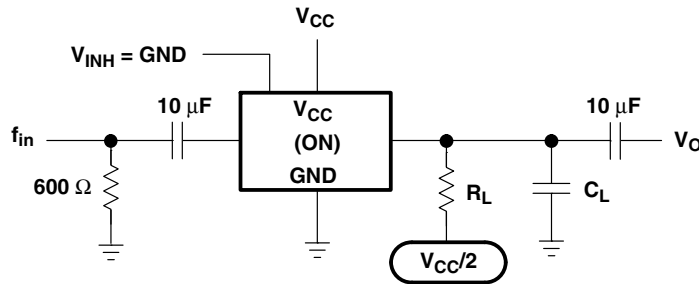 VCC
VINH = GND
10 μF
VCC
(ON)
GND
10 μF
fin
VO
600 Ω
RL
CL
VCC/2